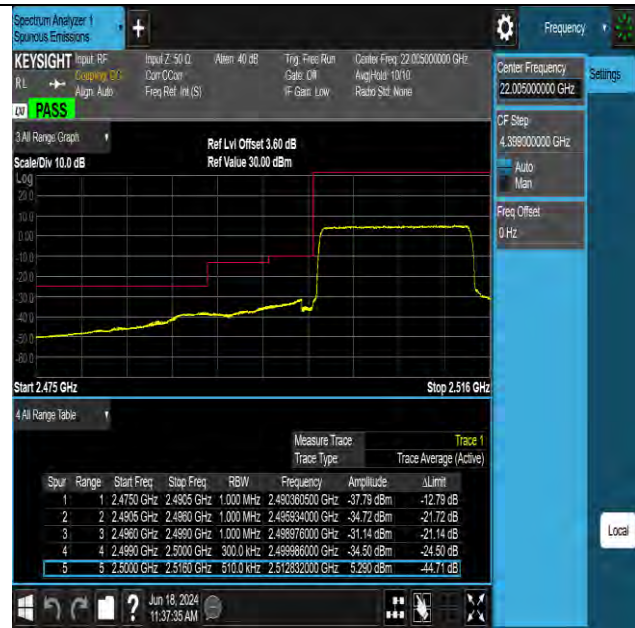 Spectrum Analyzer 1
Spurious Emissions
+
Frequency
KEYSIGHT Input: RF Input Z: 50 Ω Atten: 40 dB Trig: Free Run Center Freq: 22.005000000 GHz
RL Coupling: DC Corr CCorr Gate: Off Avg|Hold: 10/10
Align: Auto Freq Ref: Int (S) IF Gain: Low Radio Std: None
PASS
Center Frequency
22.005000000 GHz
Settings
CF Step
4.399000000 GHz
Auto
Man
Freq Offset
0 Hz
3 All Range Graph
Ref Lvl Offset 3.60 dB
Scale/Div 10.0 dB Ref Value 30.00 dBm
Log
20.0
10.0
0.00
-10.0
-20.0
-30.0
-40.0
-50.0
-60.0
Start 2.475 GHz Stop 2.516 GHz
4 All Range Table
Measure Trace Trace 1
Trace Type Trace Average (Active)
Spur Range Start Freq Stop Freq RBW Frequency Amplitude ΔLimit
1 1 2.4750 GHz 2.4905 GHz 1.000 MHz 2.490360500 GHz -37.79 dBm -12.79 dB
2 2 2.4905 GHz 2.4960 GHz 1.000 MHz 2.495934000 GHz -34.72 dBm -21.72 dB
3 3 2.4960 GHz 2.4990 GHz 1.000 MHz 2.498976000 GHz -31.14 dBm -21.14 dB
4 4 2.4990 GHz 2.5000 GHz 300.0 kHz 2.499986000 GHz -34.50 dBm -24.50 dB
5 5 2.5000 GHz 2.5160 GHz 510.0 kHz 2.512832000 GHz 5.290 dBm -44.71 dB
Local
? Jun 18, 2024
11:37:35 AM